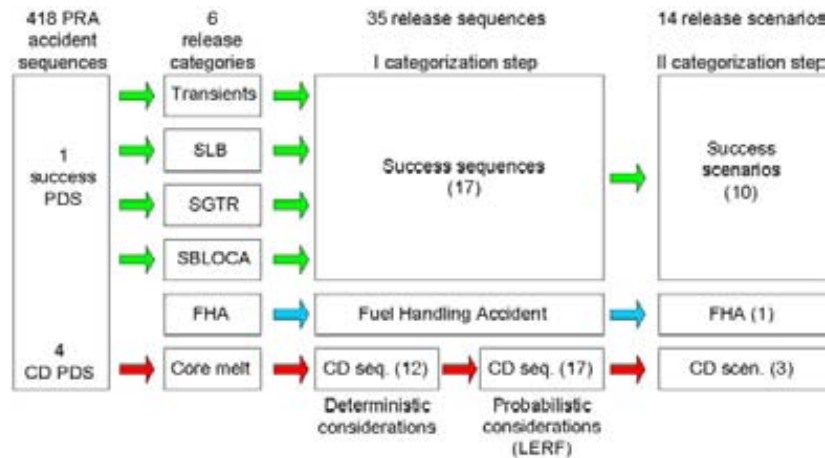 418 PRA
accident
sequences
6
release
categories
35 release sequences
I categorization step
14 release scenarios
II categorization step
1
success
PDS
4
CD PDS
Transients
SLB
SGTR
SBLOCA
FHA
Core melt
Success sequences
(17)
Fuel Handling Accident
CD seq. (12)
CD seq. (17)
Deterministic
considerations
Probabilistic
considerations
(LERF)
Success
scenarios
(10)
FHA (1)
CD scen. (3)